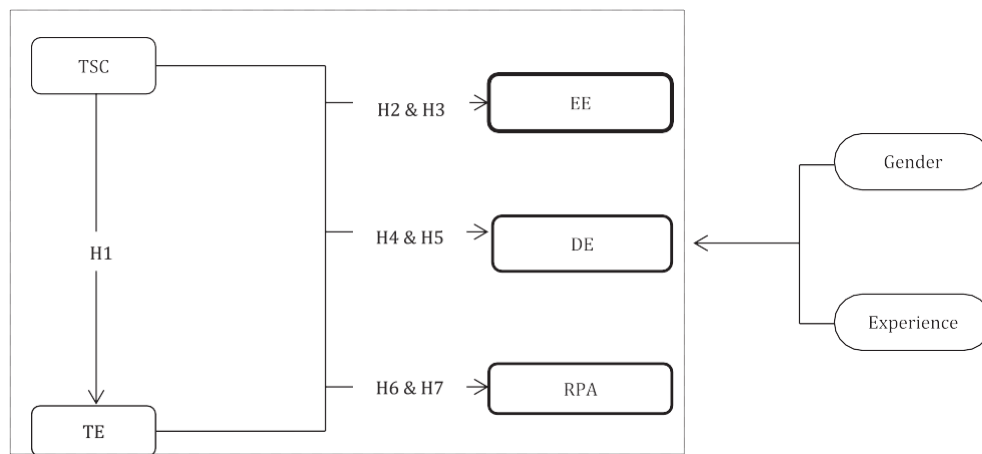 TSC
H2 & H3
EE
Gender
H4 & H5
DE
H1
Experience
H6 & H7
RPA
TE